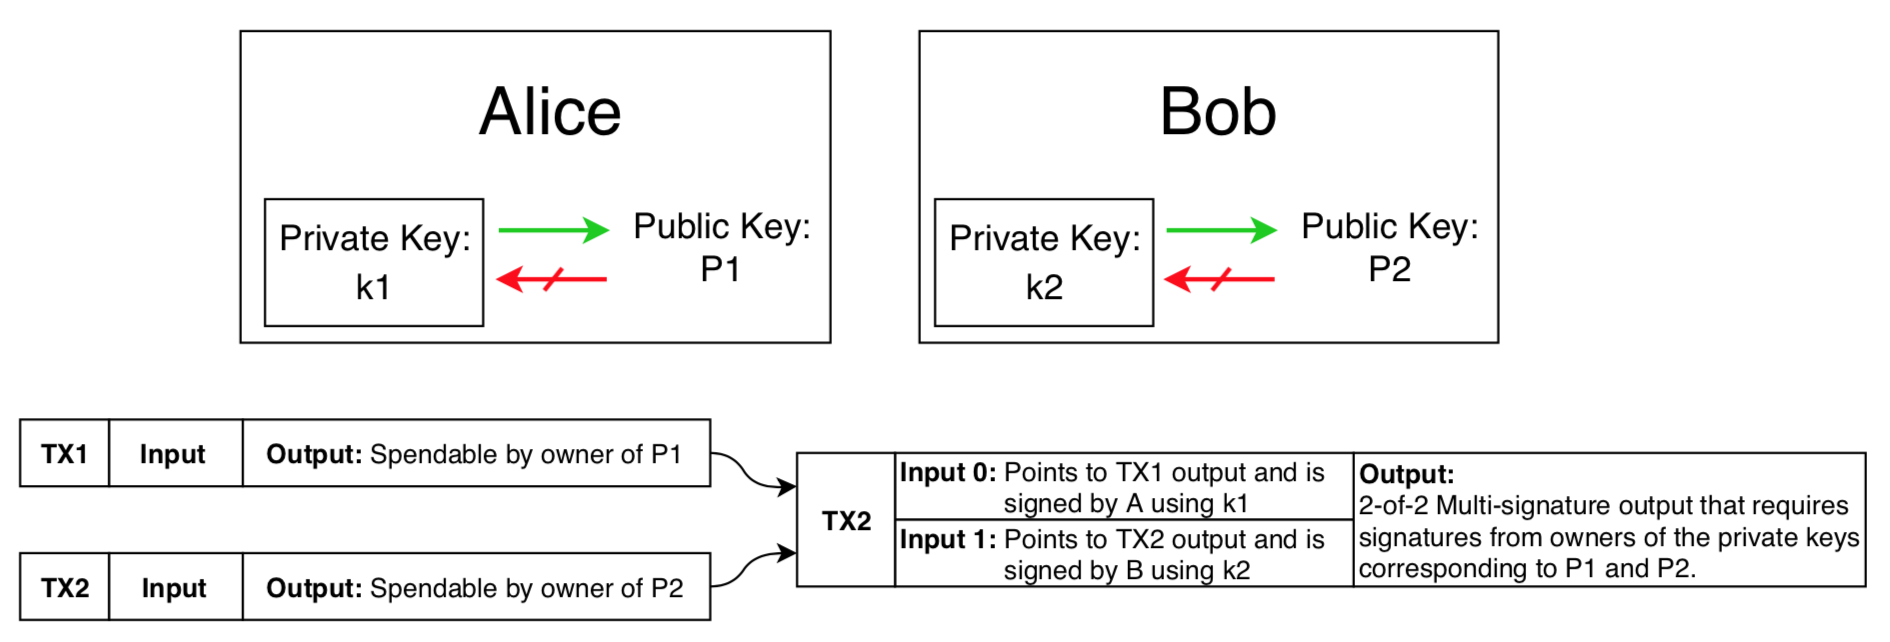 Alice
Private Key:
k1
Public Key:
P1
Bob
Private Key:
k2
Public Key:
P2
TX1
Input
Output: Spendable by owner of P1
TX2
Input
Output: Spendable by owner of P2
TX2
Input 0: Points to TX1 output and is
signed by A using k1
Input 1: Points to TX2 output and is
signed by B using k2
Output:
2-of-2 Multi-signature output that requires
signatures from owners of the private keys
corresponding to P1 and P2.